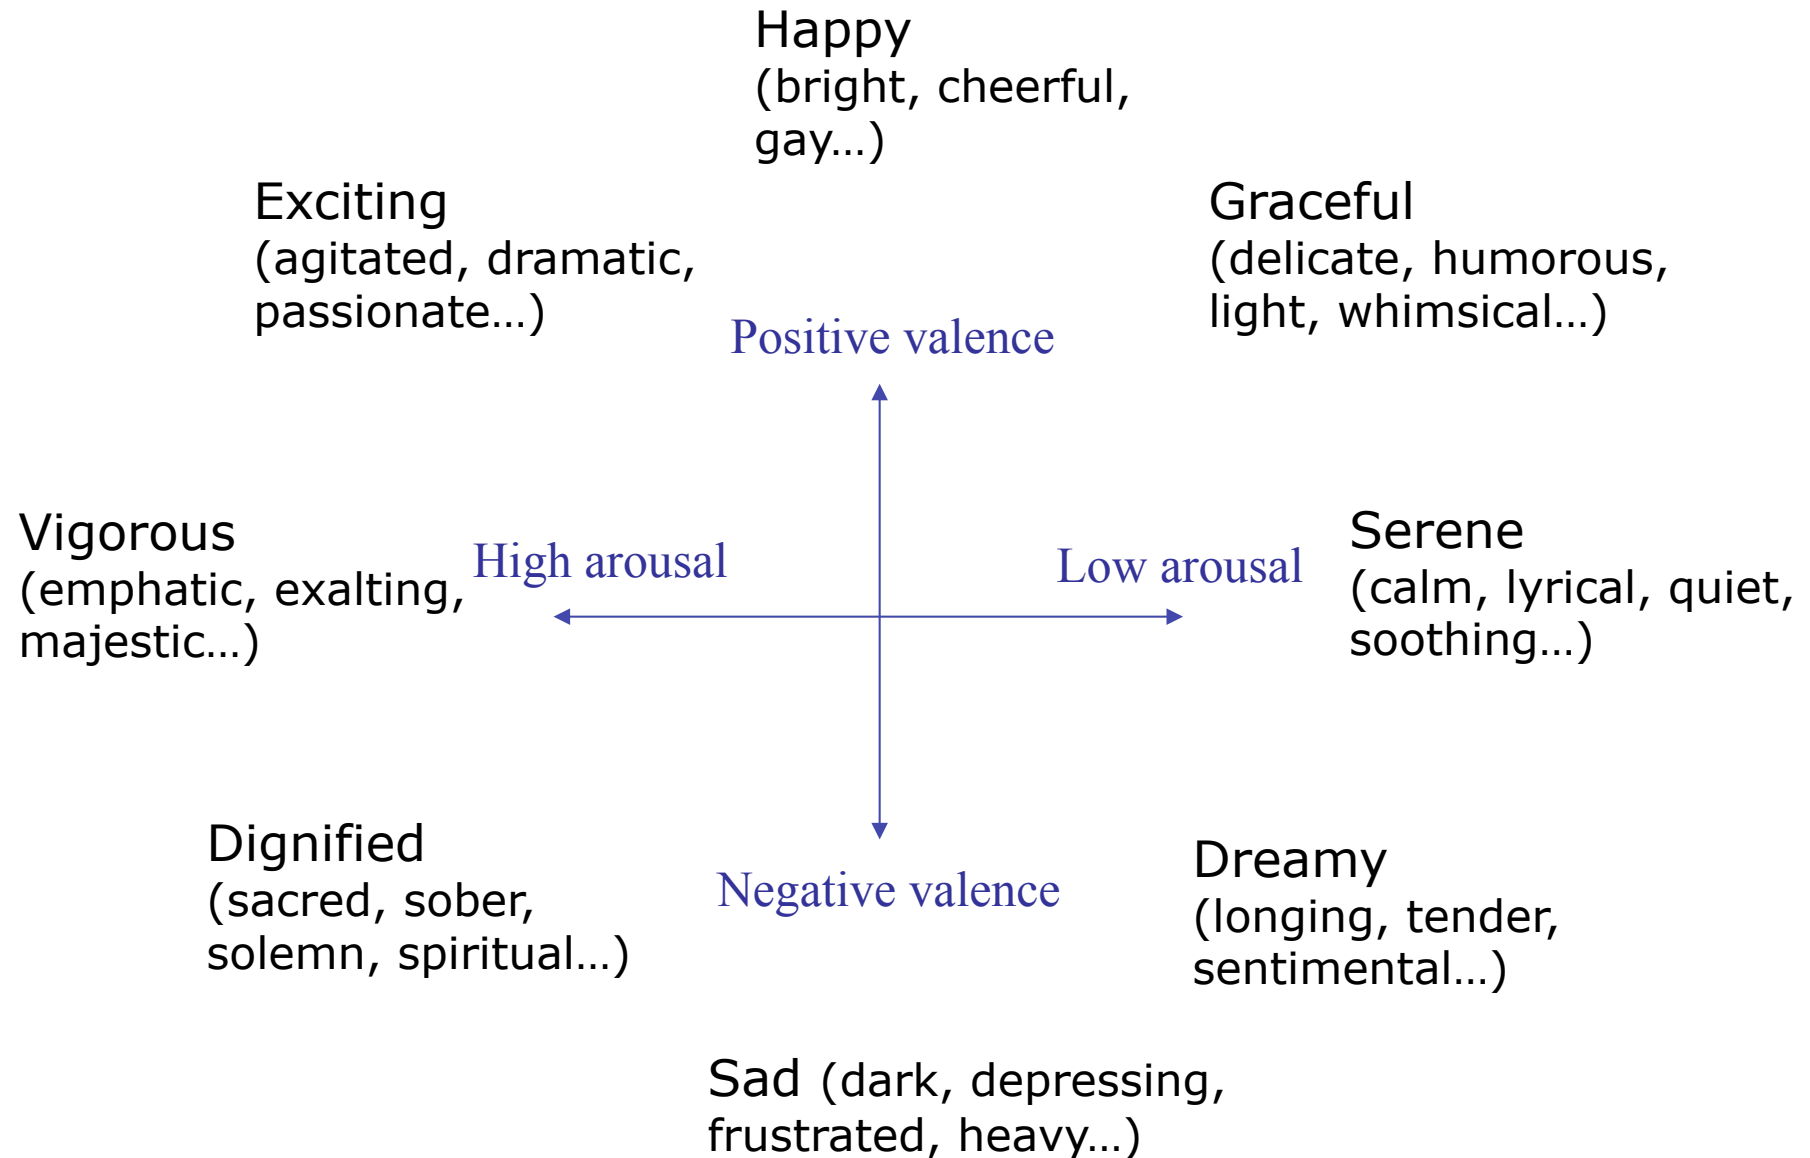 Happy
(bright, cheerful,
gay…)
Exciting
(agitated, dramatic,
passionate…)
Graceful
(delicate, humorous,
light, whimsical…)
Positive valence
Vigorous
(emphatic, exalting,
majestic…)
High arousal
Low arousal
Serene
(calm, lyrical, quiet,
soothing…)
Dignified
(sacred, sober,
solemn, spiritual…)
Negative valence
Dreamy
(longing, tender,
sentimental…)
Sad (dark, depressing,
frustrated, heavy…)